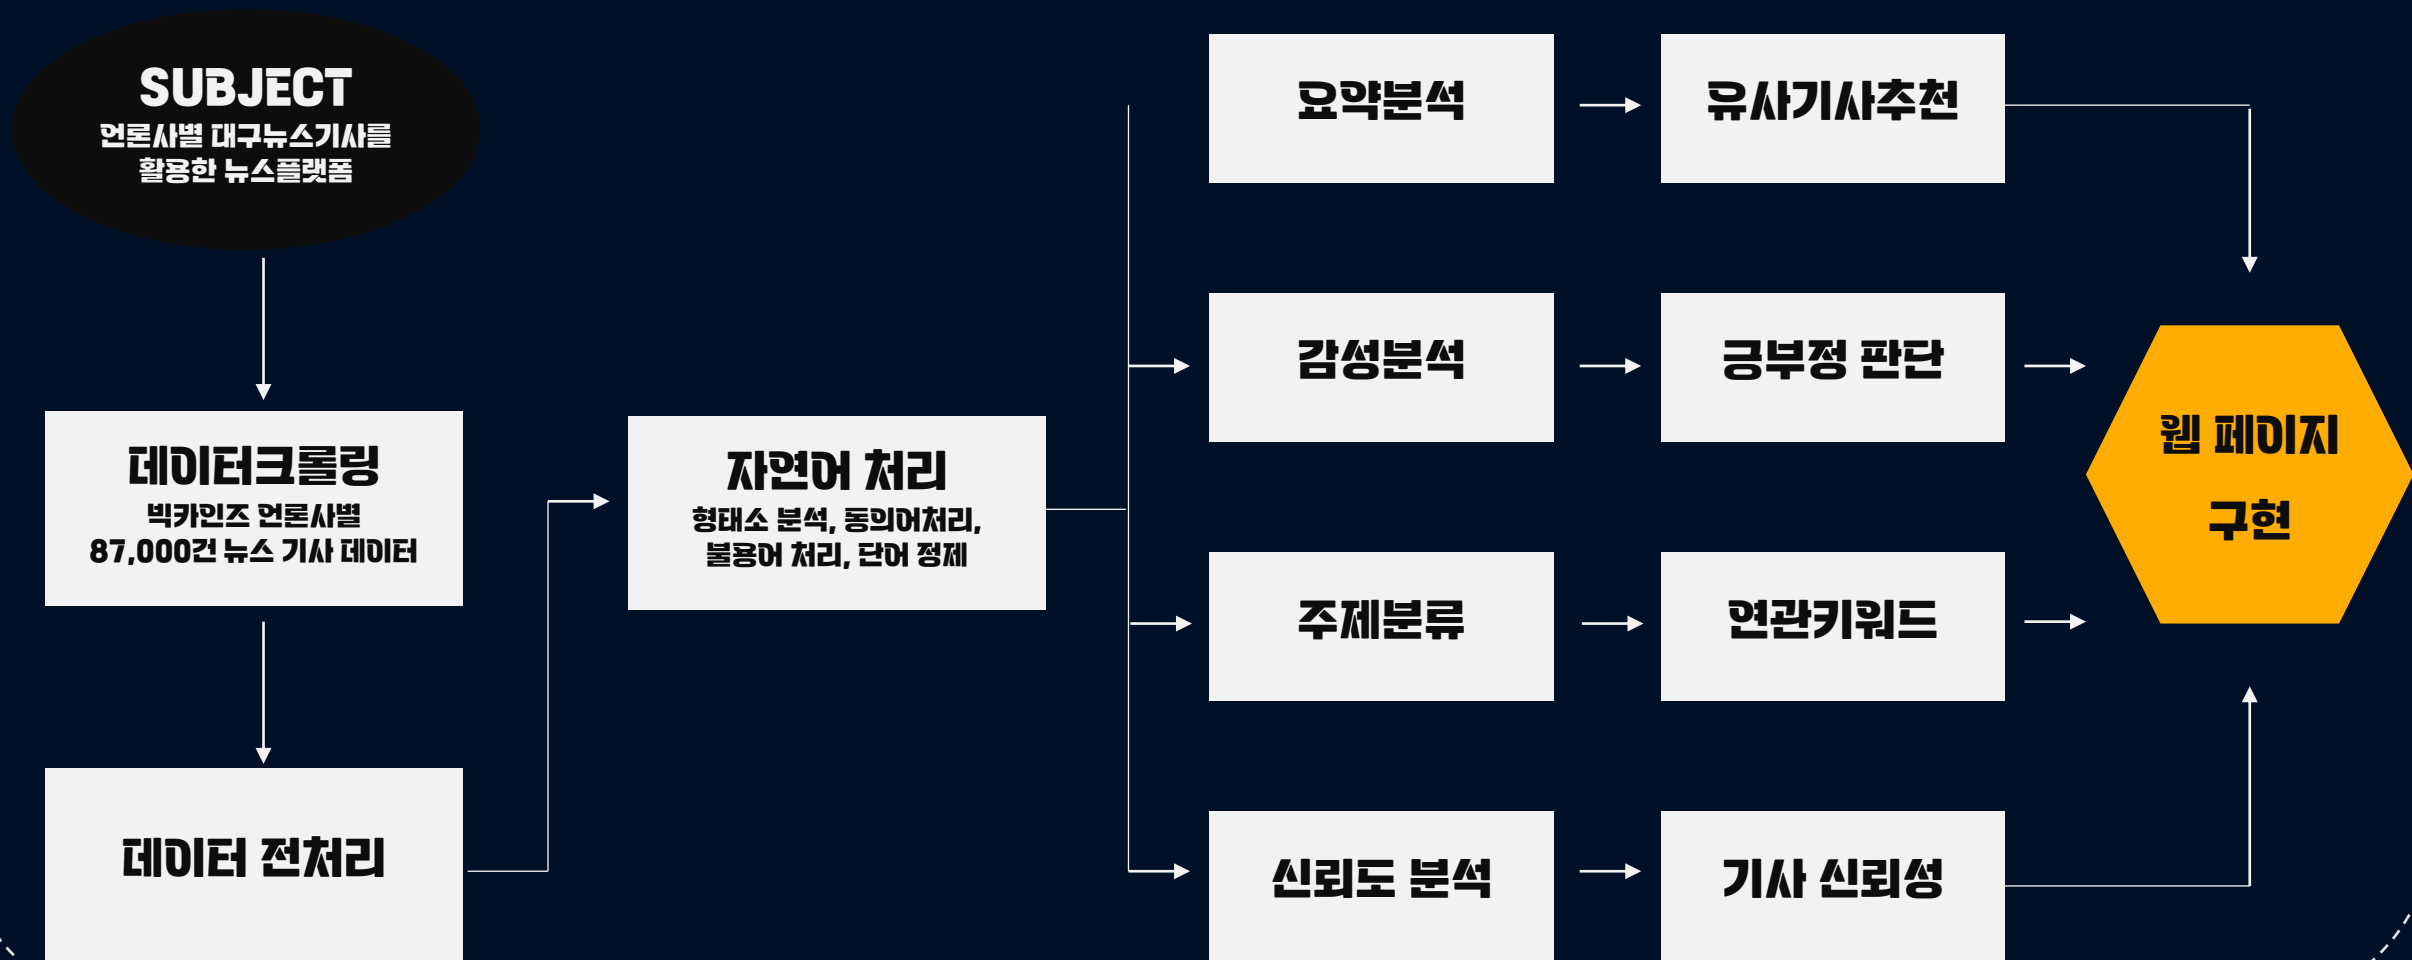 SUBJECT
언론사별 대구뉴스기사를
활용한 뉴스플랫폼
데이터크롤링
빅카인즈 언론사별
87,000건 뉴스 기사 데이터
데이터 전처리
자연어 처리
형태소 분석, 동의어처리,
불용어 처리, 단어 정제
요약분석
유사기사추천
감성분석
긍부정 판단
주제분류
연관키워드
신뢰도 분석
기사 신뢰성
웹 페이지
구현